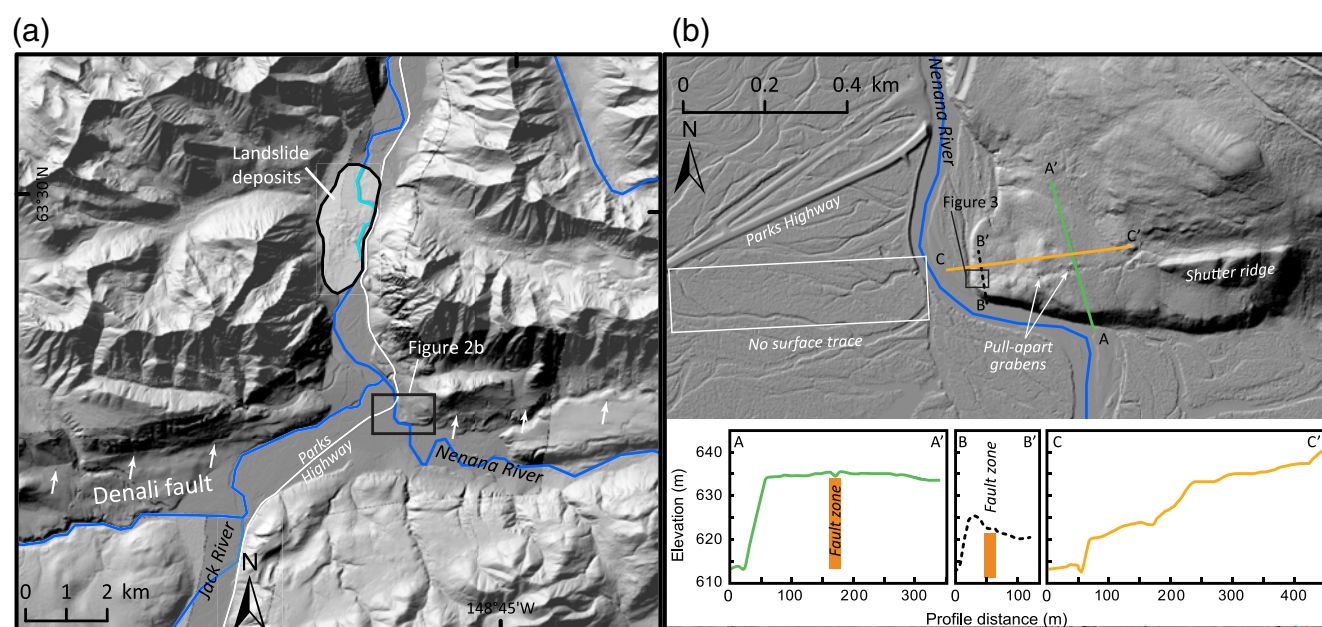 (a)
Landslide
deposits
63°030'N
Figure 2b
Parks
Highway
Nenana River
Denali fault
Jack River
N
148°45'W
0 1 2 km
(b)
0 0.2 0.4 km
N
Nenana River
Parks Highway
Figure 3
A'
B'
C
C'
B
A
Shutter ridge
Pull-apart
grabens
No surface trace
Elevation (m)
640
630
620
610
A A'
Fault zone
0 100 200 300
B B'
Fault zone
0 100
C C'
0 100 200 300 400
Profile distance (m)